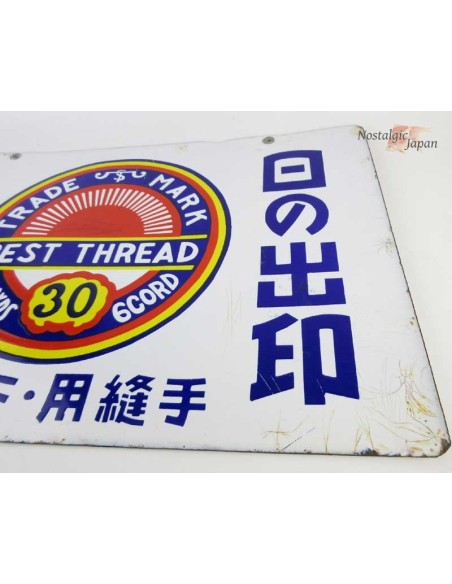 Nostalgic Japan
日の出印
TRADE MARK
EST THREAD
30
6CORD
手縫用・